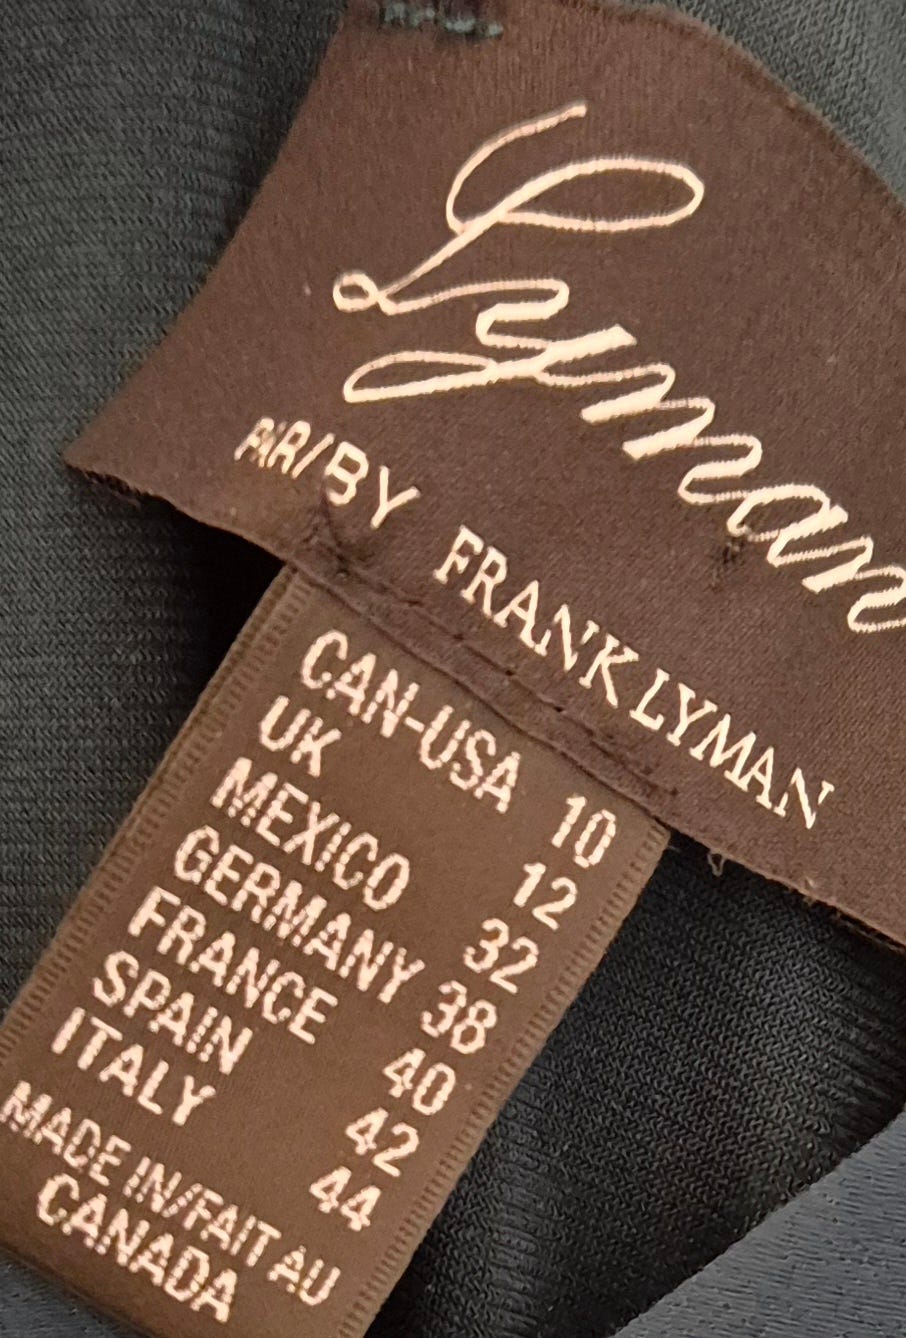 Lyman
PAR/BY FRANK LYMAN
CAN-USA 10
UK 12
MEXICO 32
GERMANY 38
FRANCE 40
SPAIN 42
ITALY 44
MADE IN/FAIT AU
CANADA